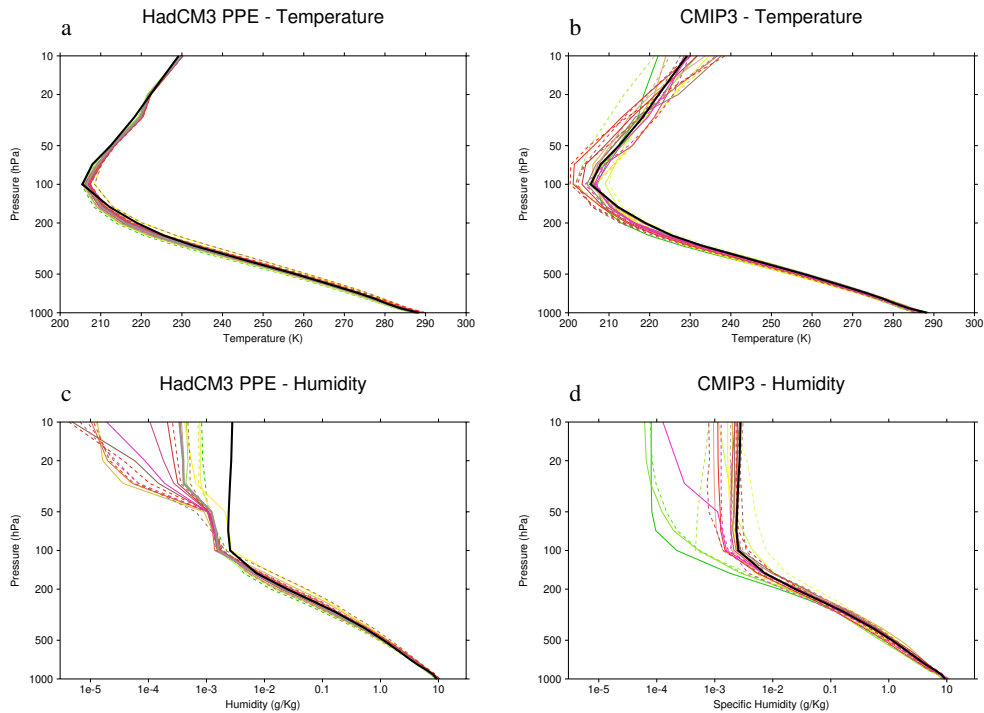 HadCM3 PPE - Temperature
a
10
20
50
100
200
500
1000
Pressure (hPa)
200 210 220 230 240 250 260 270 280 290 300
Temperature (K)
CMIP3 - Temperature
b
10
20
50
100
200
500
1000
Pressure (hPa)
200 210 220 230 240 250 260 270 280 290 300
Temperature (K)
HadCM3 PPE - Humidity
c
10
20
50
100
200
500
1000
Pressure (hPa)
1e-5 1e-4 1e-3 1e-2 0.1 1.0 10
Humidity (g/Kg)
CMIP3 - Humidity
d
10
20
50
100
200
500
1000
Pressure (hPa)
1e-5 1e-4 1e-3 1e-2 0.1 1.0 10
Specific Humidity (g/Kg)